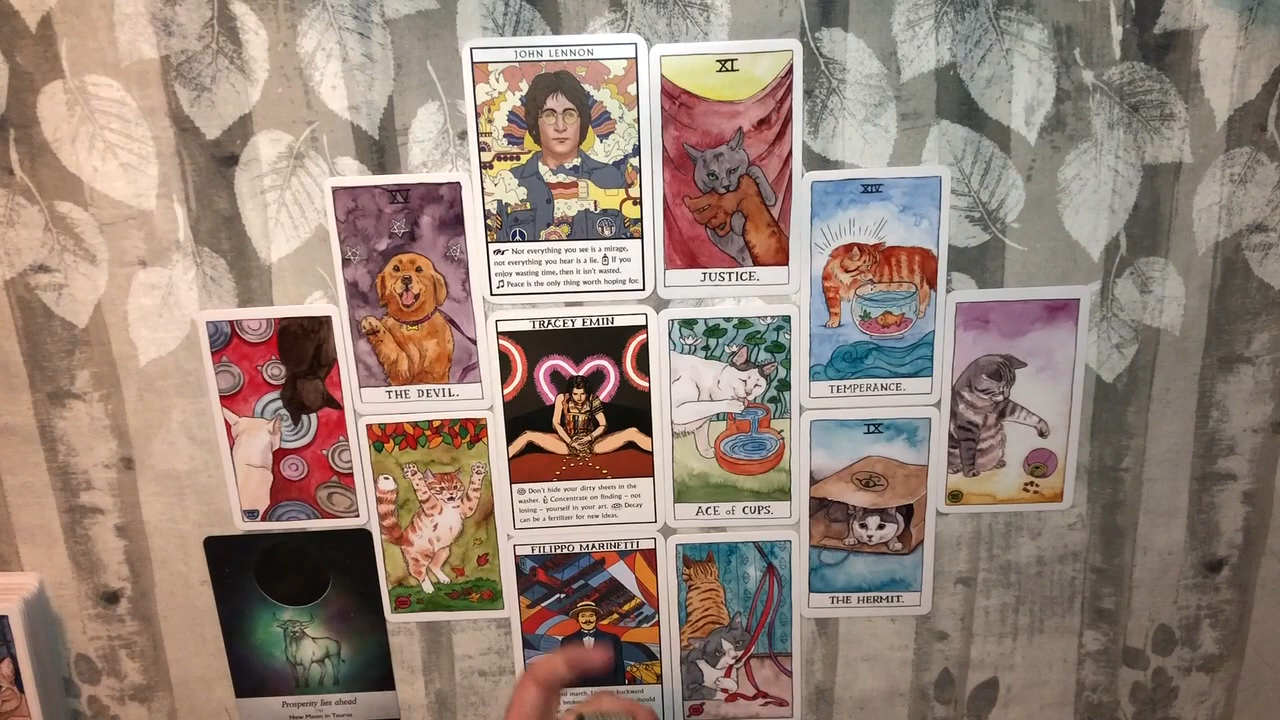 JOHN LENNON
Not everything you see is a mirage,
not everything you hear is a lie. If you
enjoy wasting time, then it isn't wasted.
Peace is the only thing worth hoping for.
XI
JUSTICE.
XV
THE DEVIL.
XIV
TEMPERANCE.
TRACEY EMIN
Don't hide your dirty sheets in the
washer. Concentrate on finding – not
losing – yourself in your art. Decay
can be a fertilizer for new ideas.
ACE of CUPS.
IX
THE HERMIT.
FILIPPO MARINETTI
march.
backward
should
Prosperity lies ahead
New Moon in Taurus